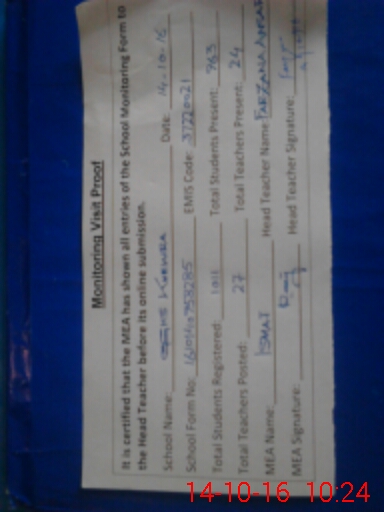 Monitoring Visit Proof
It is certified that the MEA has shown all entries of the School Monitoring Form to
the Head Teacher before its online submission.
School Name: Date: 14-10-16
School Form No: EMIS Code: 37220021
Total Students Registered: 1011 Total Students Present: 763
Total Teachers Posted: 27 Total Teachers Present: 24
MEA Name: ISMAT Head Teacher Name: FARZANA
MEA Signature: Head Teacher Signature:
14-10-16 10:24